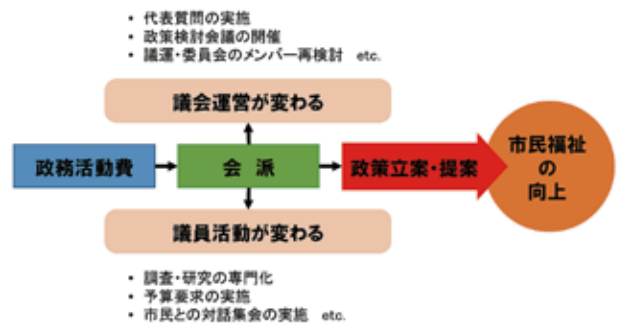 ・ 代表質問の実施
・ 政策検討会議の開催
・ 議運・委員会のメンバー再検討 etc.
議会運営が変わる
政務活動費
会 派
政策立案・提案
市民福祉
の
向上
議員活動が変わる
・ 調査・研究の専門化
・ 予算要求の実施
・ 市民との対話集会の実施 etc.